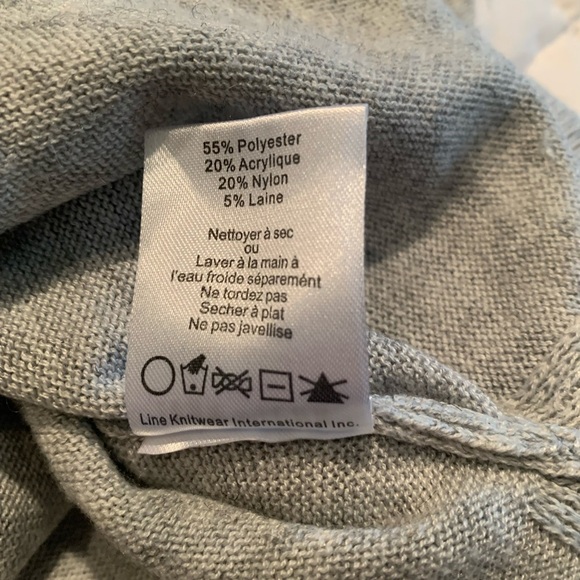 55% Polyester
20% Acrylique
20% Nylon
5% Laine
Nettoyer à sec
ou
Laver à la main à
l'eau froide séparément
Ne tordez pas
Secher à plat
Ne pas javellise
Line Knitwear International Inc.